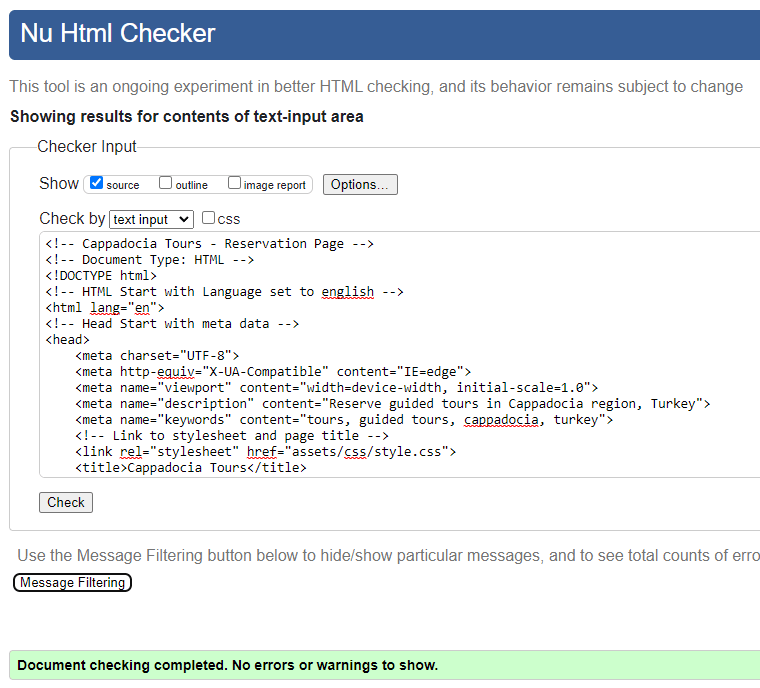 Nu Html Checker
This tool is an ongoing experiment in better HTML checking, and its behavior remains subject to change
Showing results for contents of text-input area
Checker Input
Show source outline image report Options...
Check by text input css
<!-- Cappadocia Tours - Reservation Page -->
<!-- Document Type: HTML -->
<!DOCTYPE html>
<!-- HTML Start with Language set to english -->
<html lang="en">
<!-- Head Start with meta data -->
<head>
    <meta charset="UTF-8">
    <meta http-equiv="X-UA-Compatible" content="IE=edge">
    <meta name="viewport" content="width=device-width, initial-scale=1.0">
    <meta name="description" content="Reserve guided tours in Cappadocia region, Turkey">
    <meta name="keywords" content="tours, guided tours, cappadocia, turkey">
    <!-- Link to stylesheet and page title -->
    <link rel="stylesheet" href="assets/css/style.css">
    <title>Cappadocia Tours</title>
Check
Use the Message Filtering button below to hide/show particular messages, and to see total counts of erro
Message Filtering
Document checking completed. No errors or warnings to show.